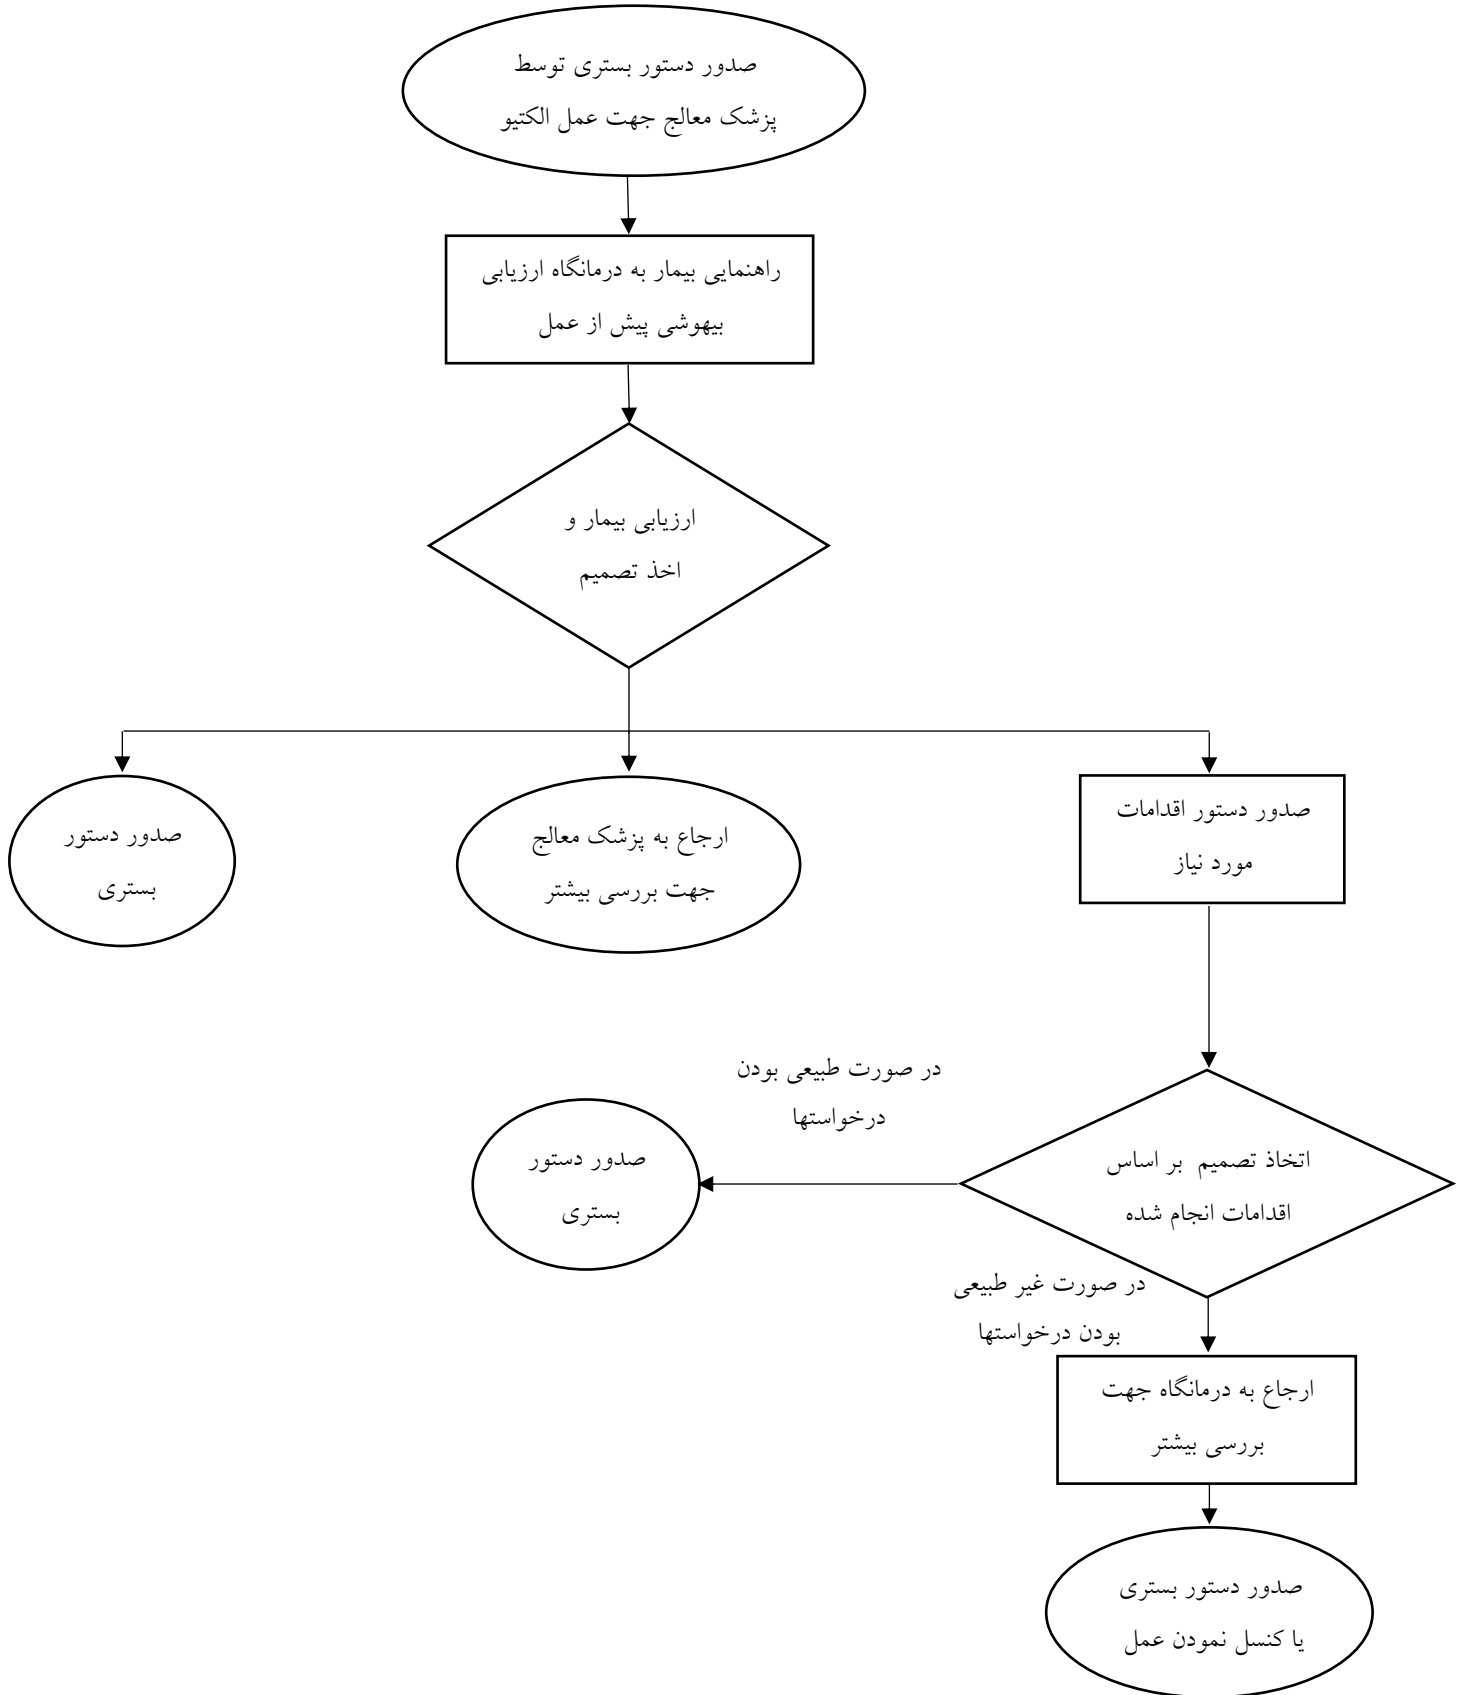 صدور دستور بستری توسط
پزشک معالج جهت عمل الکتیو
راهنمایی بیمار به درمانگاه ارزیابی
بیهوشی پیش از عمل
ارزیابی بیمار و
اخذ تصمیم
صدور دستور اقدامات
مورد نیاز
ارجاع به پزشک معالج
جهت بررسی بیشتر
صدور دستور
بستری
در صورت طبیعی بودن
درخواستها
اتخاذ تصمیم  بر اساس
اقدامات انجام شده
صدور دستور
بستری
در صورت غیر طبیعی
بودن درخواستها
ارجاع به درمانگاه جهت
بررسی بیشتر
صدور دستور بستری
یا کنسل نمودن عمل